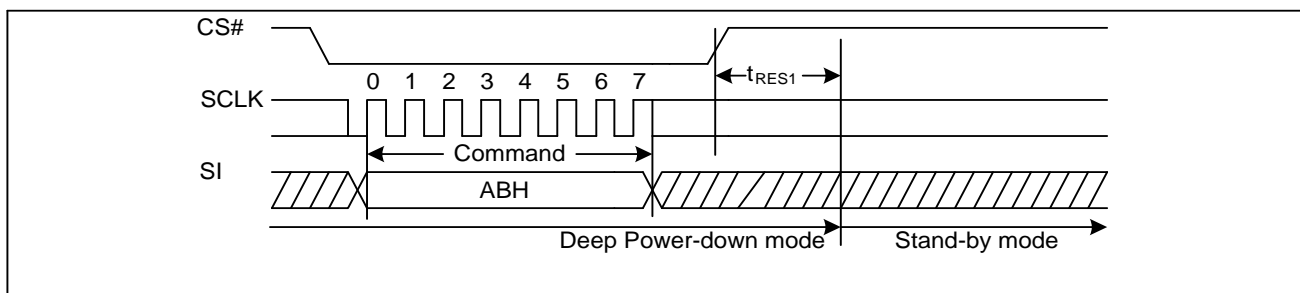 CS#
tRES1
0 1 2 3 4 5 6 7
SCLK
Command
SI
ABH
Deep Power-down mode Stand-by mode